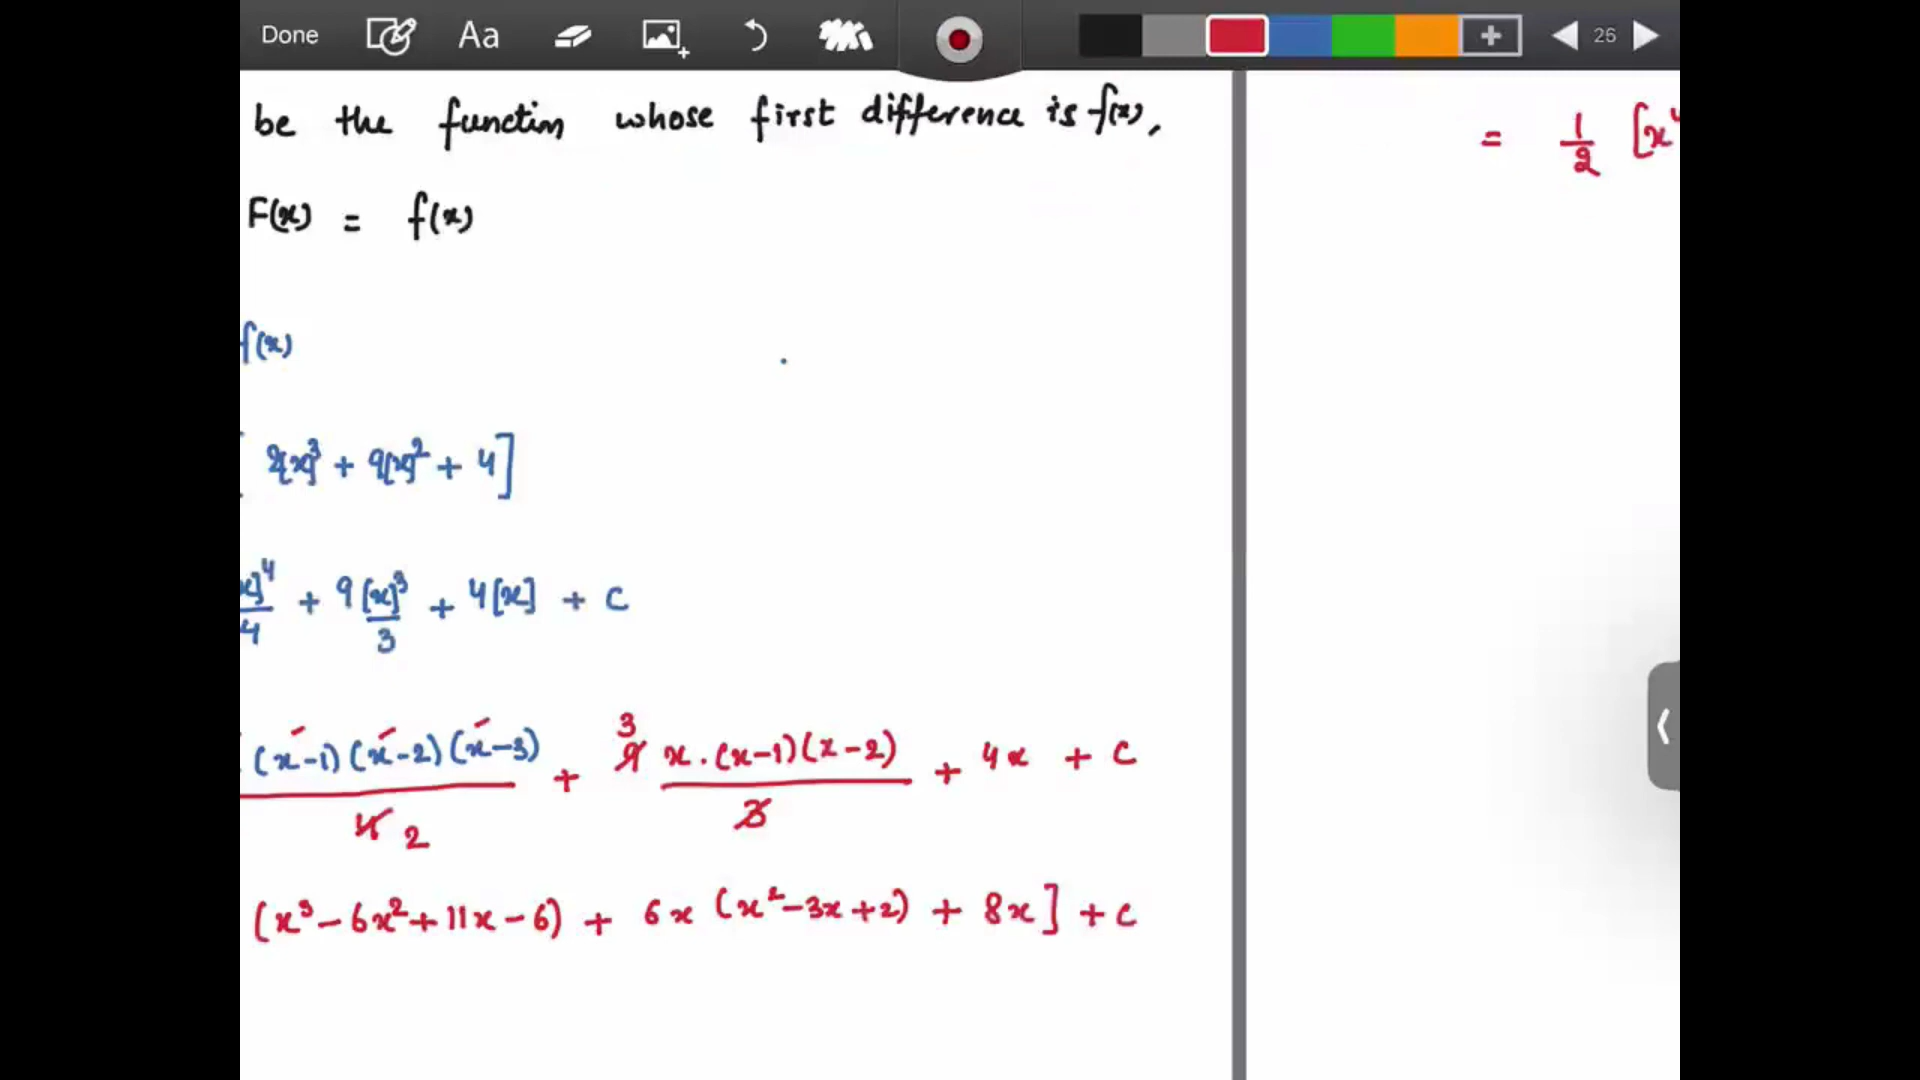 Done Aa 26
be the function whose first difference is f(x),
F(x) = f(x)
f(x)
2[x]³ + 9[x]² + 4]
x]⁴/4 + 9[x]³/3 + 4[x] + c
(x-1)(x-2)(x-3)/4 2 + 3 9 x.(x-1)(x-2)/3 + 4x + c
(x³ - 6x² + 11x - 6) + 6x (x² - 3x + 2) + 8x] + c
= 1/2 [x⁴